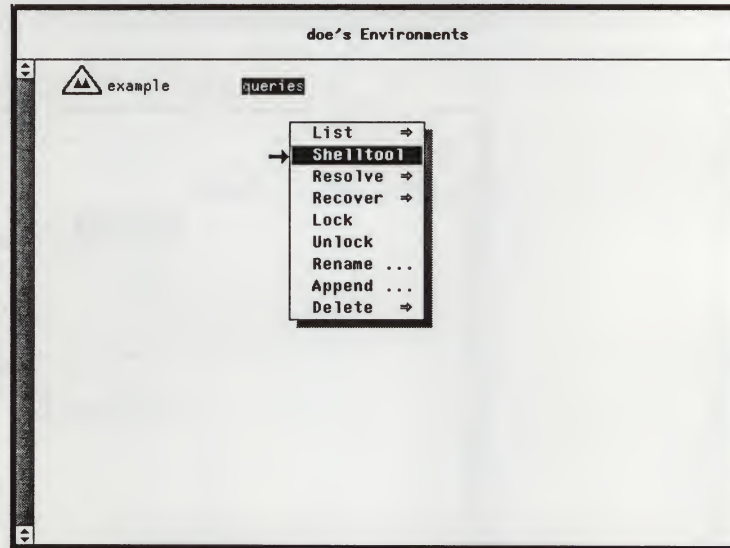 doe's Environments
example queries
List ⇒
Shelltool
Resolve ⇒
Recover ⇒
Lock
Unlock
Rename ...
Append ...
Delete ⇒